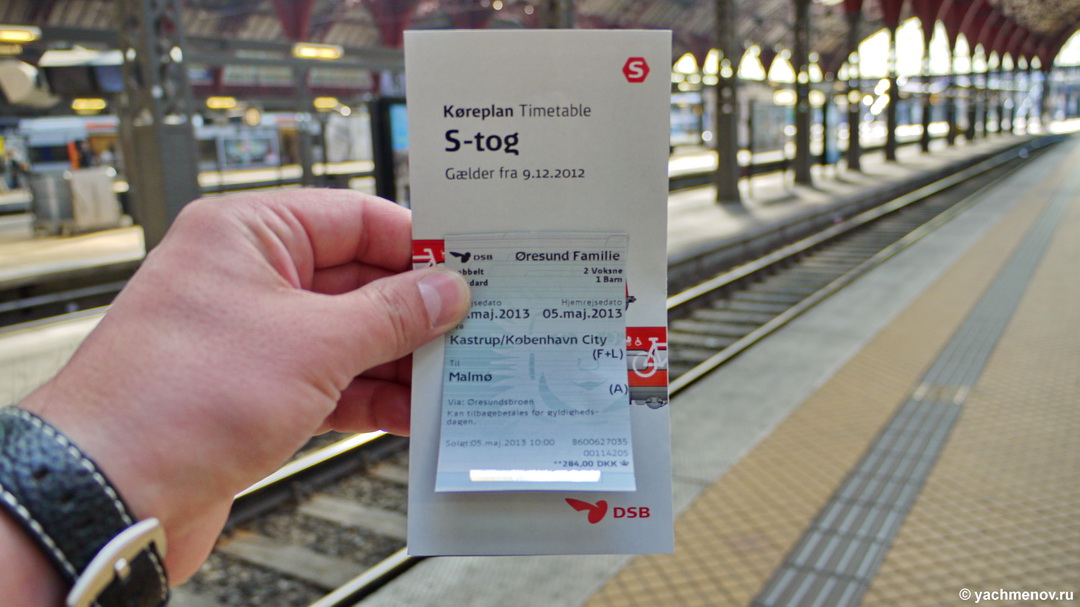 S
Køreplan Timetable
S-tog
Gælder fra 9.12.2012
DSB Øresund Familie
2 Voksne
1 Barn
Hjemrejsedato
.maj.2013 05.maj.2013
Kastrup/København City
(F+L)
Til
Malmø
(A)
Via: Øresundsbroen
Kan tilbagebetales før gyldigheds-
dagen.
Solgt:05.maj.2013 10:00 8600627035
00114205
**284,00 DKK
DSB
© yachmenov.ru